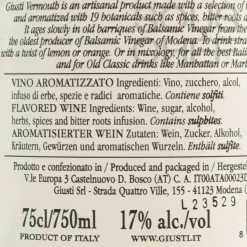 Giusti Vermouth is an artisanal product made with a selection of
and aromatized with 19 botanicals such as spices, bitter roots
It ages slowly in old barriques of Balsamic Vinegar from the
the oldest producer of Balsamic Vinegar of Modena. To drink
with a twist of lemon or orange. Or in mixology, for all the best Itali
and for Old Classic drinks like Manhattan or Mart
VINO AROMATIZZATO Ingredienti: Vino, zucchero, alcol,
infuso di erbe, spezie e radici aromatiche. Contiene solfiti.
FLAVORED WINE Ingredients: Wine, sugar, alcohol,
herbs, spices and bitter roots infusion. Contains sulphites.
AROMATISIERTER WEIN Zutaten: Wein, Zucker, Alkohol,
Kräutern, Gewürzen und aromatischen Wurzeln. Enthält sulfite.
Prodotto e confezionato in / Produced and packaged in / Hergestel
V.le Europa 3 Castelnuovo D. Bosco (AT) C.A. IT00ATA00023
Giusti Srl - Strada Quattro Ville, 155 - 41123 Modena (
L 23529
75cl/750ml 17% alc./vol
PRODUCT OF ITALY WWW.GIUSTI.IT
8